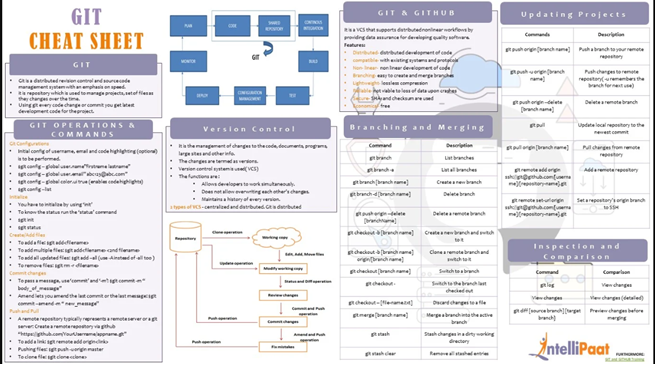 GIT
CHEAT SHEET
GIT
Git is a distributed revision control and source code
management system with an emphasis on speed.
It is repository which is used to manage projects, set of files as
they changes over the time.
Using git every code change or commit you get latest
development code for the project.
GIT OPERATIONS &
COMMANDS
Git Configurations
Initial config of username, email and code highlighting (optional)
is to be performed;
$git config – global user.name"firstname lastname"
$git config – global color.ui true (enables code highlights)
$git config –list
Initialize
You have to initialize by using 'init'
To know the status run the 'status' command
$git init
$git status
Create/Add files
To add a file: $git add<filename>
To add multiple files: $git add<filename> <2nd filename>
To add all updated files: $git add –all (use -A instead of -all too )
To remove files: $git rm -r <filename>
Commit changes
To pass a message, use 'commit' and '-m': $git commit -m "
body_of_message"
Amend lets you amend the last commit or the last message: $git
commit –amend -m " new_message"
Push and Pull
A remote repository typically represents a remote server or a git
server: Create a remote repository via github
"https://github.com/YourUsername/appname.git"
To add a link: $git remote add origin<link>
Pushing files: $git push -u origin master
To clone file: $git clone <clone>
PLAN
CODE
SHARED
REPOSITORY
CONTINOUS
INTEGRATION
MONITOR
GIT
BUILD
DEPLOY
CONFIGURATION
MANAGEMENT
TEST
Version Control
It is the management of changes to the code, documents, programs,
large sites and other info.
The changes are termed as versions.
Version control system is used( VCS )
The functions are :
Allows developers to work simultaneously.
Does not allow overwriting each other's changes.
Maintains a history of every version.
2 types of VCS - centralized and distributed. Git is distributed
Repository
Clone operation
Working copy
Edit, Add, Move files
Update operation
Modify working copy
Status and Diff operation
Review changes
Commit and Push
operation
Push operation
Commit changes
Amend and Push
operation
Push operation
Fix mistakes
GIT & GITHUB
It is a VCS that supports distributed nonlinear workflows by
providing data assurance for developing quality software.
Features:
Distributed- distributed development of code
compatible- with existing systems and protocols
Non- linear- non linear development of code
Branching- easy to create and merge branches
Lightweight- lossless compression
Reliable- not viable to loss of data upon crashes
Secure- SHA1 and checksum are used
Economical- free
Branching and Merging
Command Description
git branch List branches
git branch -a List all branches
git branch [branch name] Create a new branch
git branch -d [branch name] Delete a branch
git push origin --delete
[branchName] Delete a remote branch
git checkout -b [branch name] Create a new branch and switch
to it
git checkout -b [branch name]
origin/[branch name] Clone a remote branch and
switch to it
git checkout [branch name] Switch to a branch
git checkout - Switch to the branch last
checked out
git checkout -- [file-name.txt] Discard changes to a file
git merge [branch name] Merge a branch into the active
branch
git stash Stash changes in a dirty working
directory
git stash clear Remove all stashed entries
Updating Projects
Commands Description
git push origin [branch name] Push a branch to your remote
repository
git push -u origin [branch
name] Push changes to remote
repository( -u remembers the
branch for next use)
git push origin --delete
[branch name] Delete a remote branch
git pull Update local repository to the
newest commit
git pull origin [branch name] Pull changes from remote
repository
git remote add origin
ssh://git@github.com/[userna
me]/[repository-name].git Add a remote repository
git remote set-url origin
ssh://git@github.com/[userna
me]/[repository-name].git Set a repository's origin branch
to SSH
Inspection and
Comparison
Command Comparison
git log View changes
View changes View changes (detailed)
git diff [source branch] [target
branch] Preview changes before
merging
IntelliPaat
FURTHERMORE: